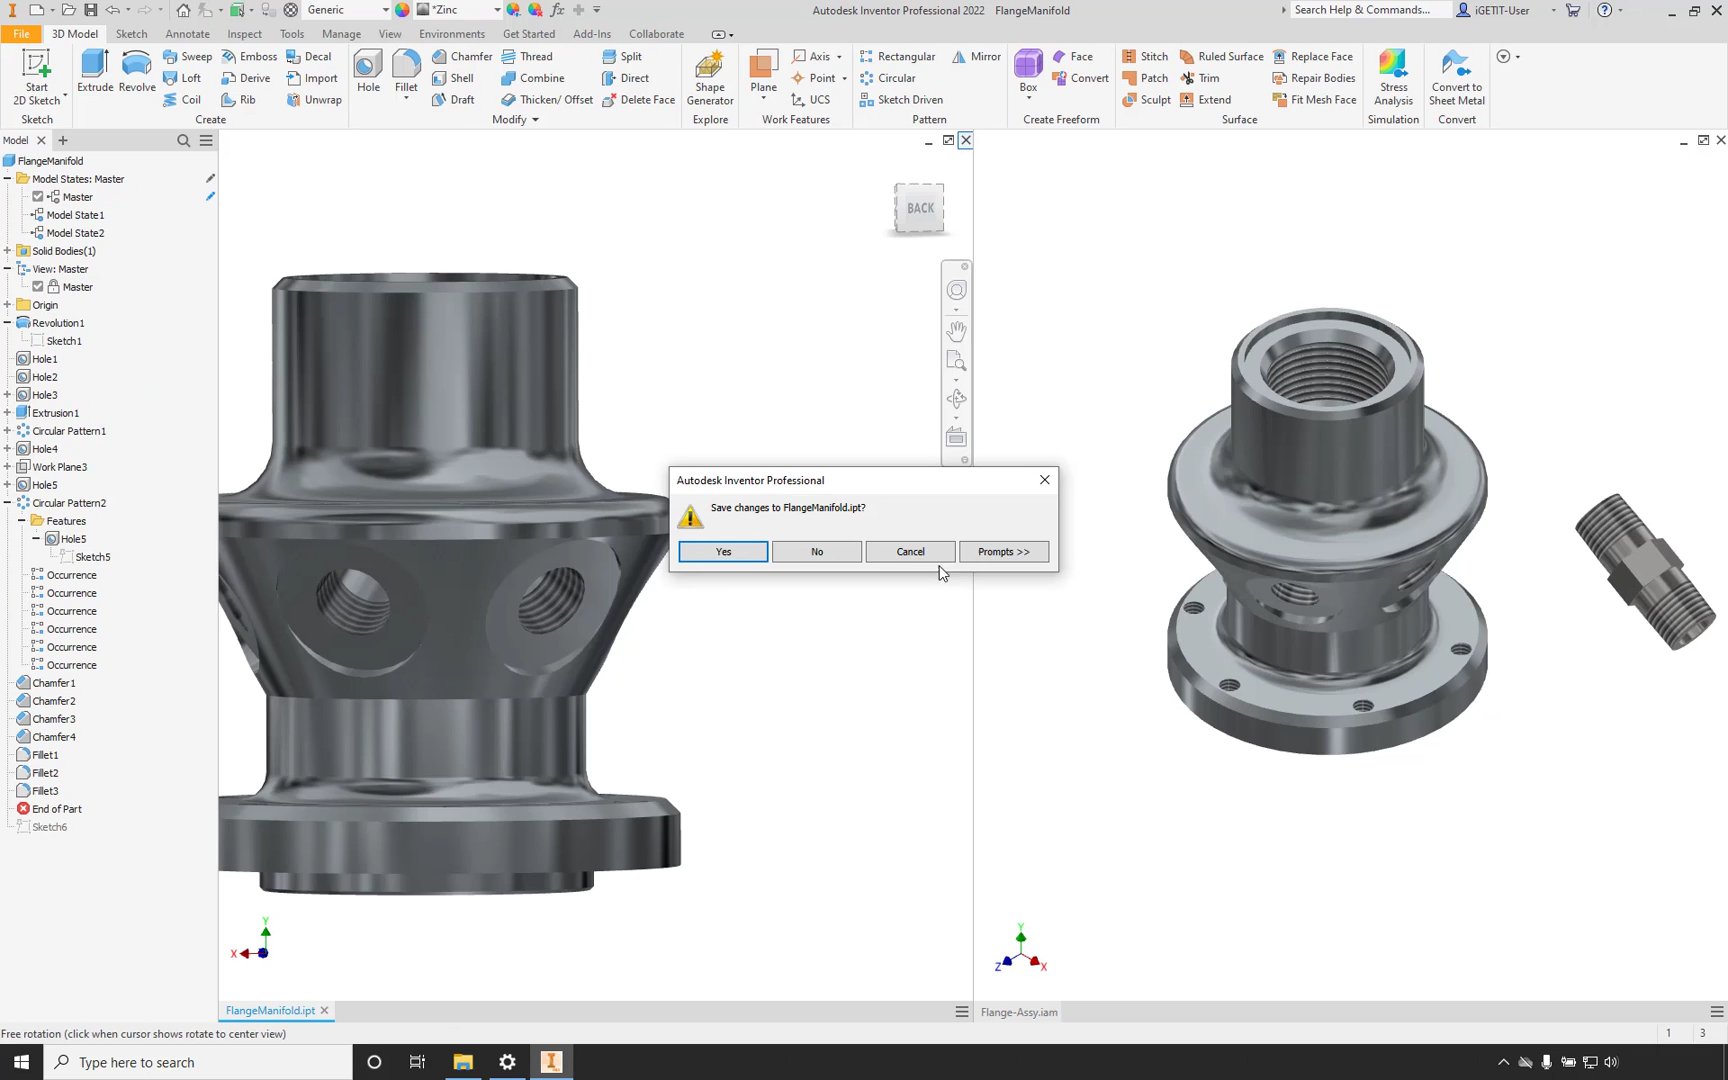 Generic
*Zinc
Autodesk Inventor Professional 2022 FlangeManifold
Search Help & Commands...
iGETIT-User
File
3D Model
Sketch
Annotate
Inspect
Tools
Manage
View
Environments
Get Started
Add-Ins
Collaborate
Start
2D Sketch
Extrude
Revolve
Sweep
Loft
Coil
Emboss
Derive
Rib
Decal
Import
Unwrap
Hole
Fillet
Chamfer
Shell
Draft
Thread
Combine
Thicken/ Offset
Split
Direct
Delete Face
Shape
Generator
Plane
Axis
Point
UCS
Rectangular
Circular
Sketch Driven
Mirror
Box
Face
Convert
Stitch
Patch
Sculpt
Ruled Surface
Trim
Extend
Replace Face
Repair Bodies
Fit Mesh Face
Stress
Analysis
Convert to
Sheet Metal
Sketch
Create
Modify
Explore
Work Features
Pattern
Create Freeform
Surface
Simulation
Convert
Model
FlangeManifold
Model States: Master
Master
Model State1
Model State2
Solid Bodies(1)
View: Master
Master
Origin
Revolution1
Sketch1
Hole1
Hole2
Hole3
Extrusion1
Circular Pattern1
Hole4
Work Plane3
Hole5
Circular Pattern2
Features
Hole5
Sketch5
Occurrence
Occurrence
Occurrence
Occurrence
Occurrence
Occurrence
Chamfer1
Chamfer2
Chamfer3
Chamfer4
Fillet1
Fillet2
Fillet3
End of Part
Sketch6
BACK
Autodesk Inventor Professional
Save changes to FlangeManifold.ipt?
Yes
No
Cancel
Prompts >>
Y
X
Y
Z
X
FlangeManifold.ipt
Flange-Assy.iam
Free rotation (click when cursor shows rotate to center view)
1
3
Type here to search